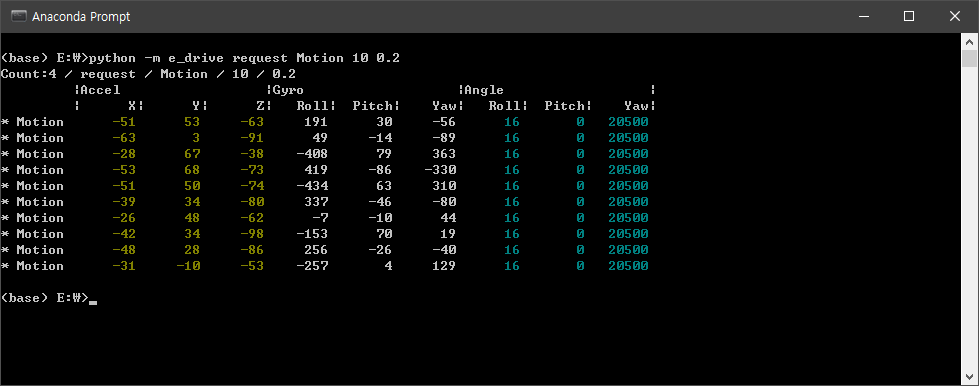 Anaconda Prompt
(base) E:\>python -m e_drive request Motion 10 0.2
Count:4 / request / Motion / 10 / 0.2
         ¦Accel                  ¦Gyro                   ¦Angle                  ¦
         ¦      X¦      Y¦      Z¦   Roll¦  Pitch¦    Yaw¦   Roll¦  Pitch¦    Yaw¦
* Motion      -51      53     -63     191      30     -56      16       0   20500
* Motion      -63       3     -91      49     -14     -89      16       0   20500
* Motion      -28      67     -38    -408      79     363      16       0   20500
* Motion      -53      68     -73     419     -86    -330      16       0   20500
* Motion      -51      50     -74    -434      63     310      16       0   20500
* Motion      -39      34     -80     337     -46     -80      16       0   20500
* Motion      -26      48     -62      -7     -10      44      16       0   20500
* Motion      -42      34     -98    -153      70      19      16       0   20500
* Motion      -48      28     -86     256     -26     -40      16       0   20500
* Motion      -31     -10     -53    -257       4     129      16       0   20500
(base) E:\>_